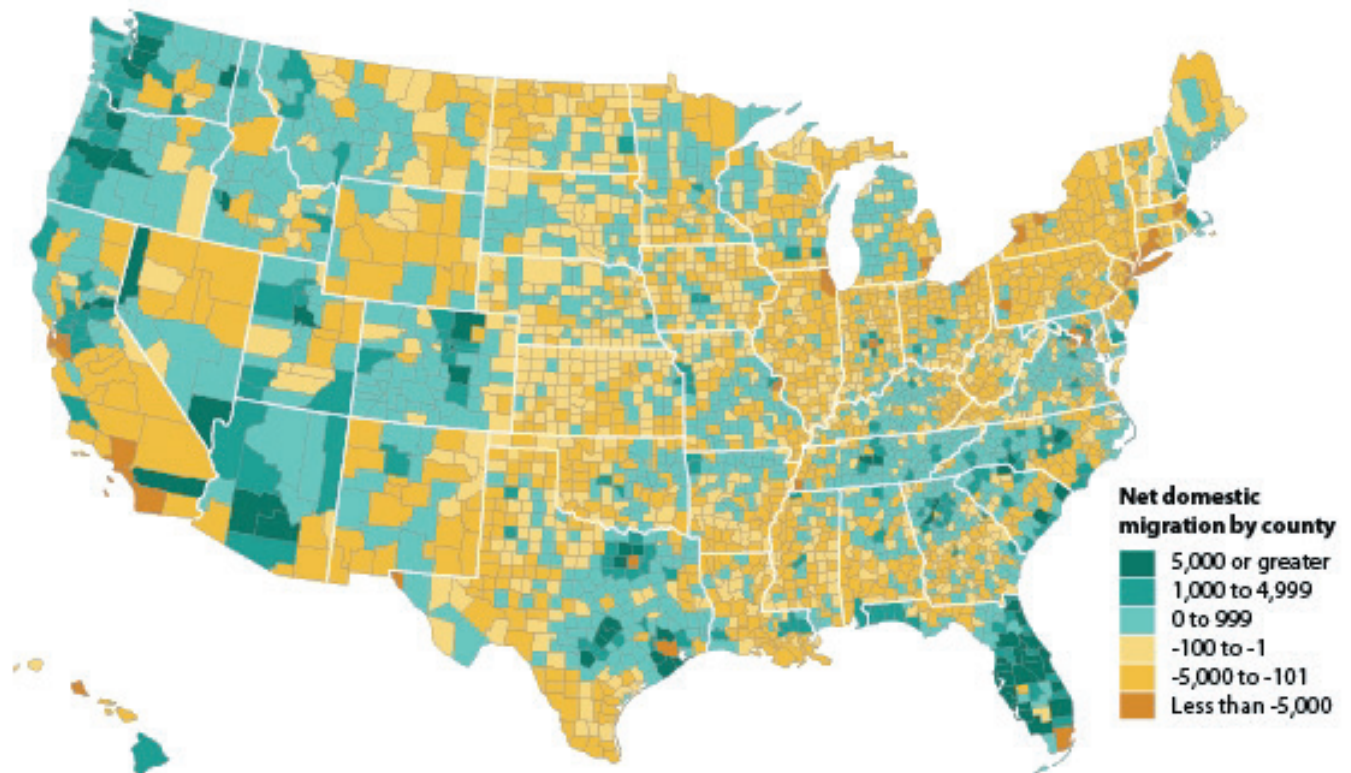 Net domestic
migration by county
5,000 or greater
1,000 to 4,999
0 to 999
-100 to -1
-5,000 to -101
Less than -5,000